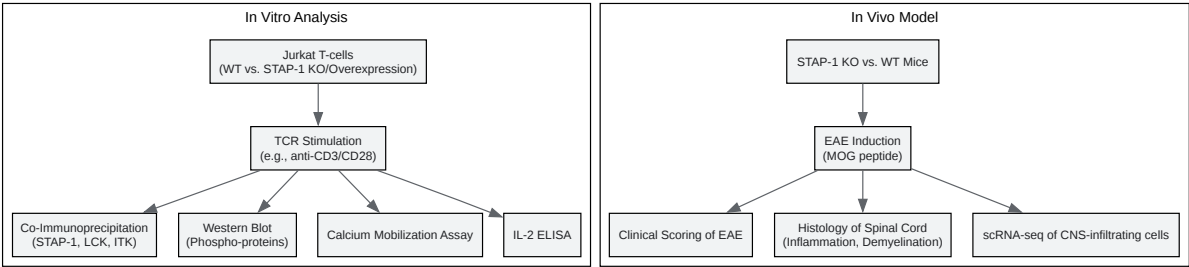 In Vitro Analysis
Jurkat T-cells
(WT vs. STAP-1 KO/Overexpression)
TCR Stimulation
(e.g., anti-CD3/CD28)
Co-Immunoprecipitation
(STAP-1, LCK, ITK)
Western Blot
(Phospho-proteins)
Calcium Mobilization Assay
IL-2 ELISA
In Vivo Model
STAP-1 KO vs. WT Mice
EAE Induction
(MOG peptide)
Clinical Scoring of EAE
Histology of Spinal Cord
(Inflammation, Demyelination)
scRNA-seq of CNS-infiltrating cells